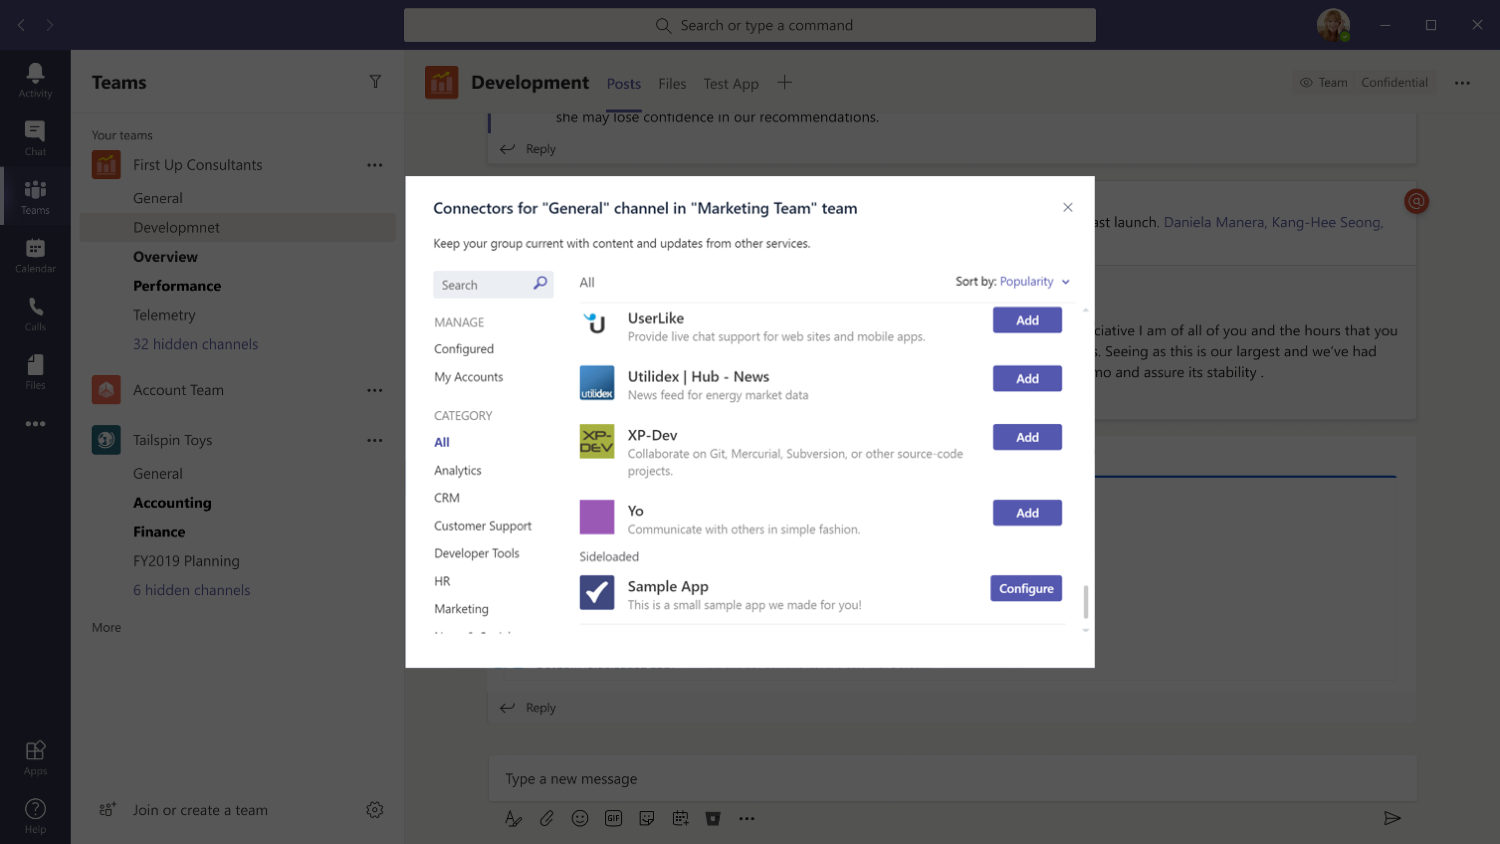 Search or type a command
Activity
Chat
Teams
Calendar
Calls
Files
Apps
Help
Teams
Your teams
First Up Consultants
General
Developmnet
Overview
Performance
Telemetry
32 hidden channels
Account Team
Tailspin Toys
General
Accounting
Finance
FY2019 Planning
6 hidden channels
More
Join or create a team
Development
Posts
Files
Test App
Team
Confidential
she may lose confidence in our recommendations.
Reply
ast launch. Daniela Manera, Kang-Hee Seong,
ciative I am of all of you and the hours that you
s. Seeing as this is our largest and we've had
mo and assure its stability .
Connectors for "General" channel in "Marketing Team" team
Keep your group current with content and updates from other services.
Search
MANAGE
Configured
My Accounts
CATEGORY
All
Analytics
CRM
Customer Support
Developer Tools
HR
Marketing
All
Sort by: Popularity
UserLike
Provide live chat support for web sites and mobile apps.
Add
utilidex
Utilidex | Hub - News
News feed for energy market data
Add
XP-
DEV
XP-Dev
Collaborate on Git, Mercurial, Subversion, or other source-code
projects.
Add
Yo
Communicate with others in simple fashion.
Add
Sideloaded
Sample App
This is a small sample app we made for you!
Configure
Reply
Type a new message
GIF